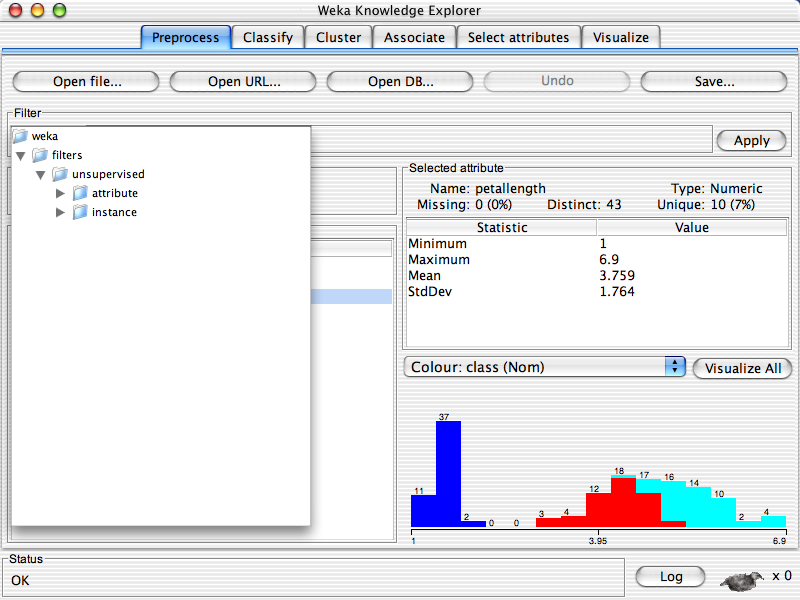 Weka Knowledge Explorer
Preprocess Classify Cluster Associate Select attributes Visualize
Open file... Open URL... Open DB... Undo Save...
Filter
weka
filters
unsupervised
attribute
instance
Apply
Selected attribute
Name: petallength Type: Numeric
Missing: 0 (0%) Distinct: 43 Unique: 10 (7%)
Statistic Value
Minimum 1
Maximum 6.9
Mean 3.759
StdDev 1.764
Colour: class (Nom) Visualize All
11 37 2 0 0 3 4 12 18 17 16 14 10 2 4
1 3.95 6.9
Status
OK
Log x 0